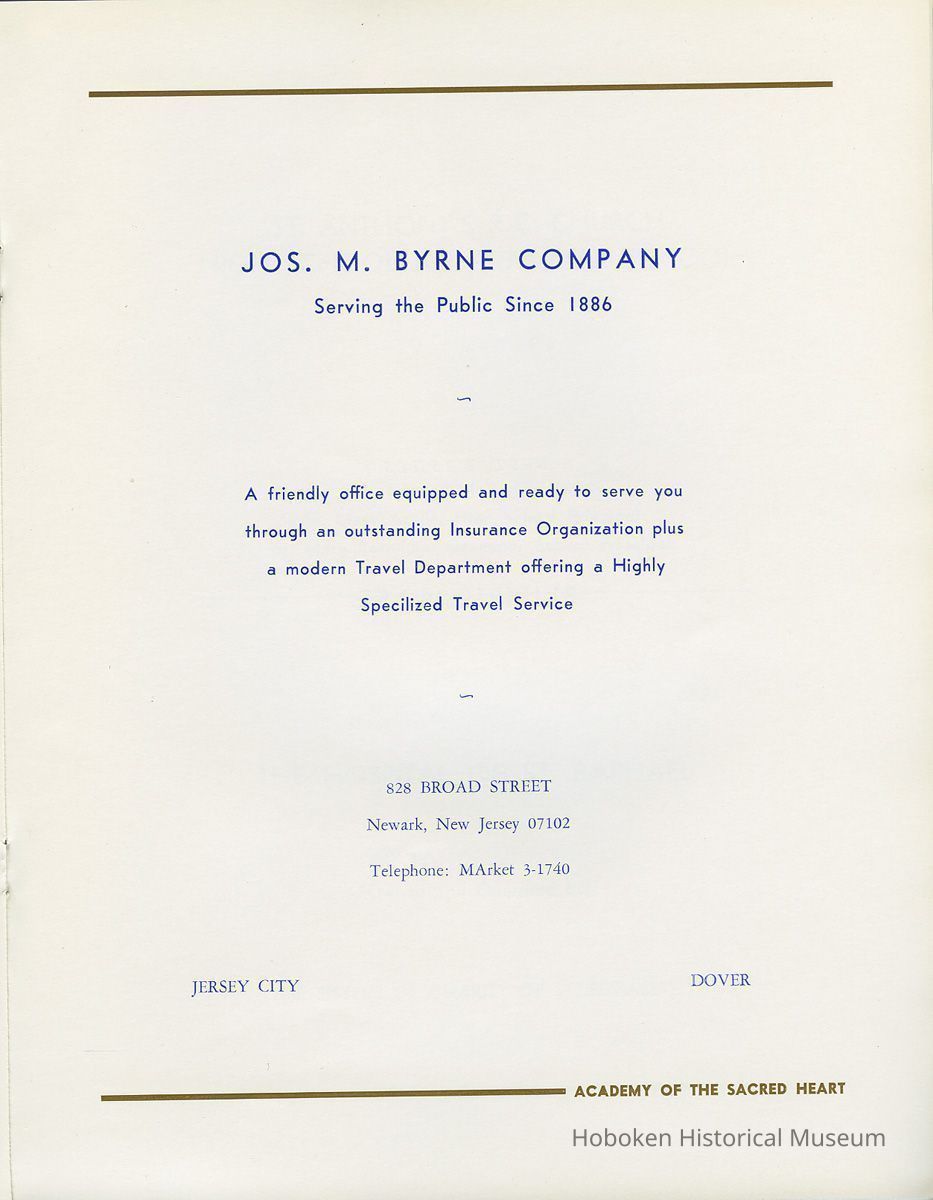 JOS. M. BYRNE COMPANY
Serving the Public Since 1886
A friendly office equipped and ready to serve you
through an outstanding Insurance Organization plus
a modern Travel Department offering a Highly
Specilized Travel Service
828 BROAD STREET
Newark, New Jersey 07102
Telephone: MArket 3-1740
JERSEY CITY
DOVER
ACADEMY OF THE SACRED HEART
Hoboken Historical Museum